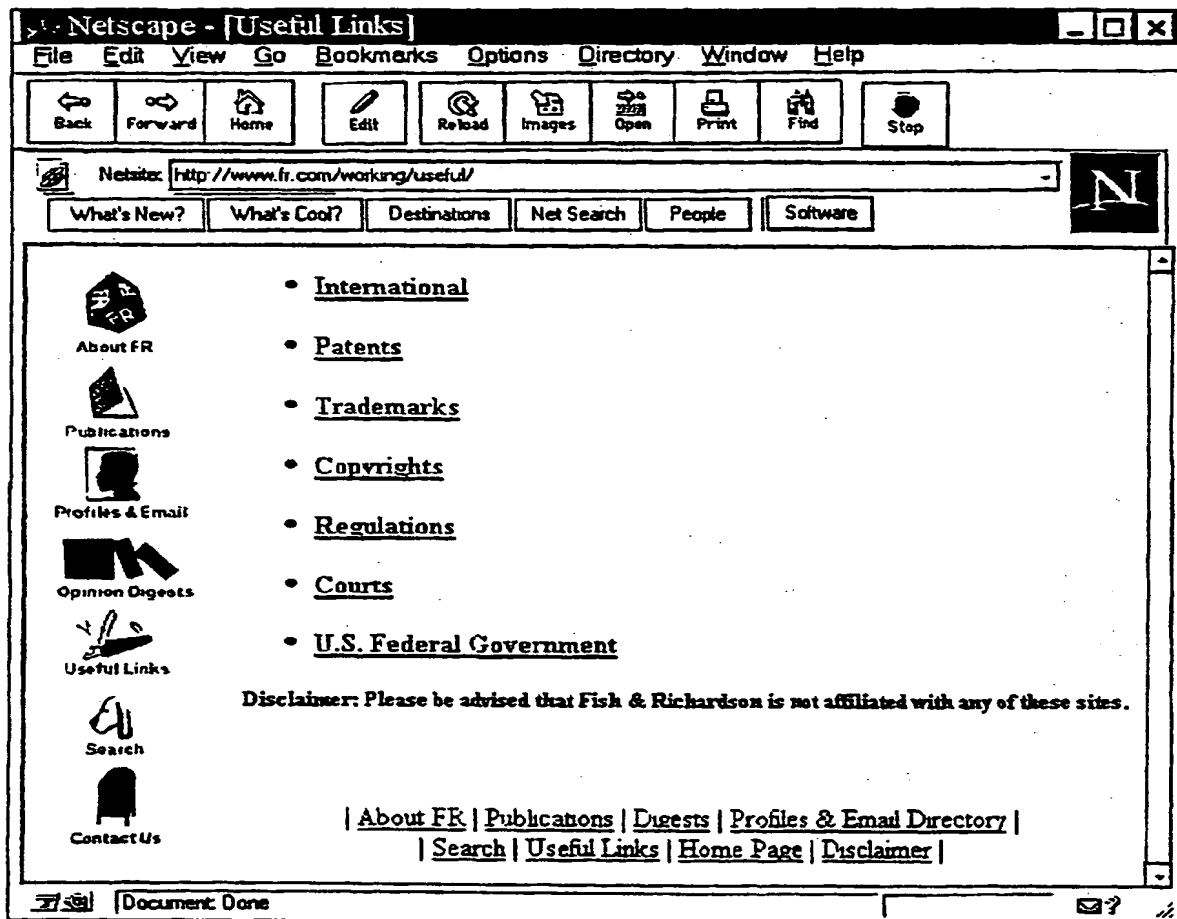 Netscape - [Useful Links]
File Edit View Go Bookmarks Options Directory Window Help
Back Forward Home Edit Reload Images Open Print Find Stop
Netsite: http://www.fr.com/working/useful/
N
What's New? What's Cool? Destinations Net Search People Software
FR
About FR
Publications
Profiles & Email
Opinion Digests
Useful Links
Search
Contact Us
• International
• Patents
• Trademarks
• Copyrights
• Regulations
• Courts
• U.S. Federal Government
Disclaimer: Please be advised that Fish & Richardson is not affiliated with any of these sites.
| About FR | Publications | Digests | Profiles & Email Directory |
| Search | Useful Links | Home Page | Disclaimer |
Document: Done
?